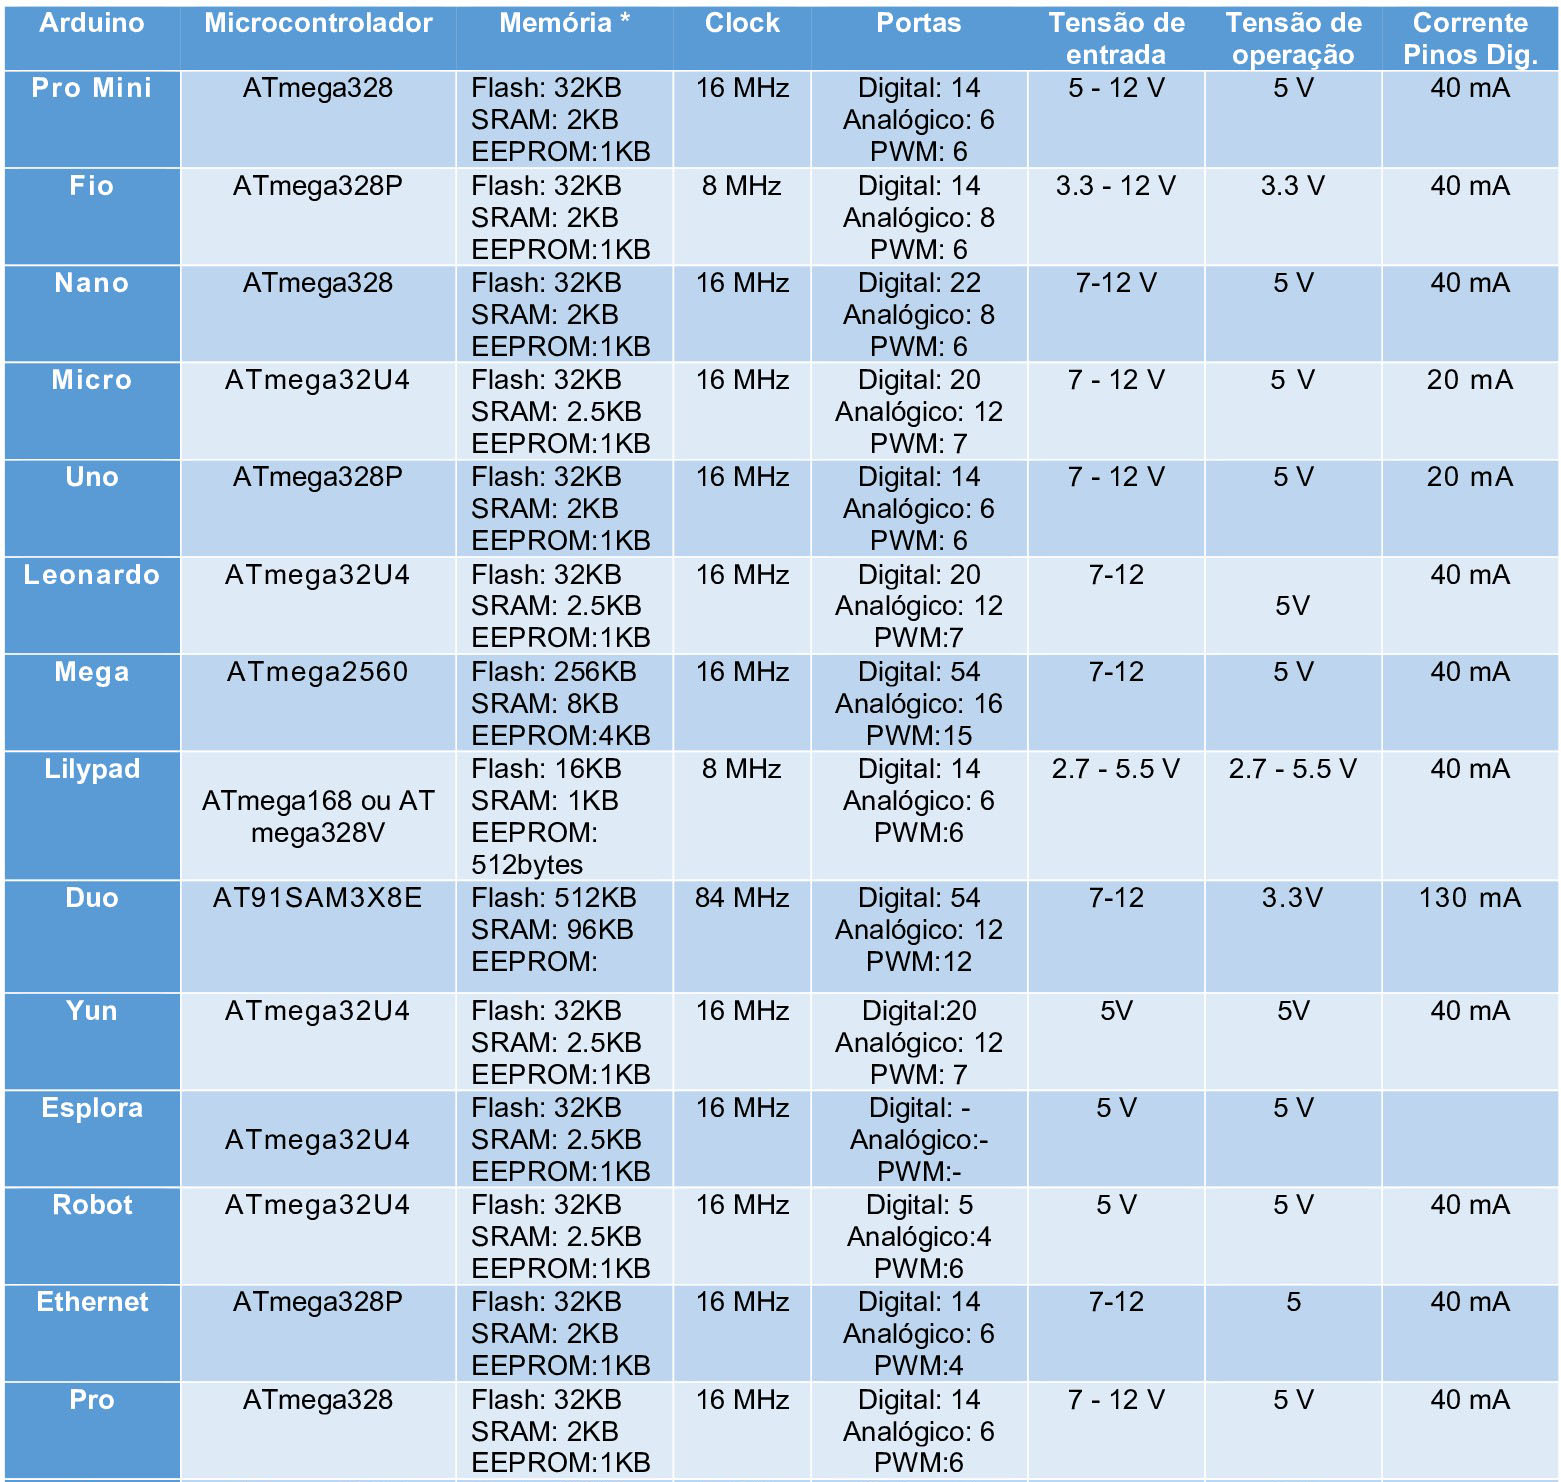 Arduino Microcontrolador Memória * Clock Portas Tensão de entrada Tensão de operação Corrente Pinos Dig.
Pro Mini ATmega328 Flash: 32KB 16 MHz Digital: 14 5 - 12 V 5 V 40 mA
SRAM: 2KB Analógico: 6
EEPROM:1KB PWM: 6
Fio ATmega328P Flash: 32KB 8 MHz Digital: 14 3.3 - 12 V 3.3 V 40 mA
SRAM: 2KB Analógico: 8
EEPROM:1KB PWM: 6
Nano ATmega328 Flash: 32KB 16 MHz Digital: 22 7-12 V 5 V 40 mA
SRAM: 2KB Analógico: 8
EEPROM:1KB PWM: 6
Micro ATmega32U4 Flash: 32KB 16 MHz Digital: 20 7 - 12 V 5 V 20 mA
SRAM: 2.5KB Analógico: 12
EEPROM:1KB PWM: 7
Uno ATmega328P Flash: 32KB 16 MHz Digital: 14 7 - 12 V 5 V 20 mA
SRAM: 2KB Analógico: 6
EEPROM:1KB PWM: 6
Leonardo ATmega32U4 Flash: 32KB 16 MHz Digital: 20 7-12 40 mA
SRAM: 2.5KB Analógico: 12 5V
EEPROM:1KB PWM:7
Mega ATmega2560 Flash: 256KB 16 MHz Digital: 54 7-12 5 V 40 mA
SRAM: 8KB Analógico: 16
EEPROM:4KB PWM:15
Lilypad Flash: 16KB 8 MHz Digital: 14 2.7 - 5.5 V 2.7 - 5.5 V 40 mA
ATmega168 ou AT SRAM: 1KB Analógico: 6
mega328V EEPROM: PWM:6
512bytes
Duo AT91SAM3X8E Flash: 512KB 84 MHz Digital: 54 7-12 3.3V 130 mA
SRAM: 96KB Analógico: 12
EEPROM: PWM:12
Yun ATmega32U4 Flash: 32KB 16 MHz Digital:20 5V 5V 40 mA
SRAM: 2.5KB Analógico: 12
EEPROM:1KB PWM: 7
Esplora Flash: 32KB 16 MHz Digital: - 5 V 5 V
ATmega32U4 SRAM: 2.5KB Analógico:-
EEPROM:1KB PWM:-
Robot ATmega32U4 Flash: 32KB 16 MHz Digital: 5 5 V 5 V 40 mA
SRAM: 2.5KB Analógico:4
EEPROM:1KB PWM:6
Ethernet ATmega328P Flash: 32KB 16 MHz Digital: 14 7-12 5 40 mA
SRAM: 2KB Analógico: 6
EEPROM:1KB PWM:4
Pro ATmega328 Flash: 32KB 16 MHz Digital: 14 7 - 12 V 5 V 40 mA
SRAM: 2KB Analógico: 6
EEPROM:1KB PWM:6